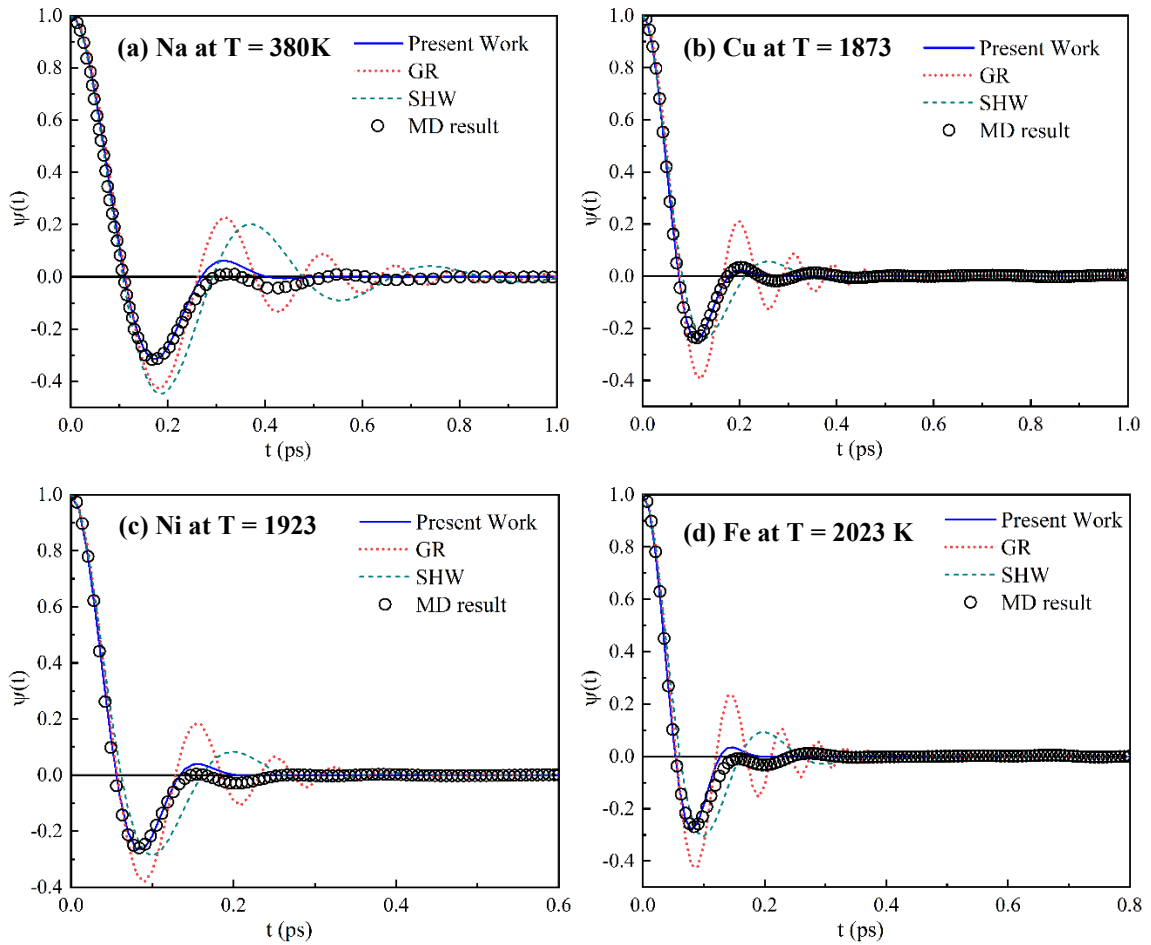 (a) Na at T = 380K
Present Work
GR
SHW
MD result
1.0
0.8
0.6
0.4
0.2
0.0
-0.2
-0.4
ψ(t)
0.0 0.2 0.4 0.6 0.8 1.0
t (ps)
(b) Cu at T = 1873
Present Work
GR
SHW
MD result
1.0
0.8
0.6
0.4
0.2
0.0
-0.2
-0.4
ψ(t)
0.0 0.2 0.4 0.6 0.8 1.0
t (ps)
(c) Ni at T = 1923
Present Work
GR
SHW
MD result
1.0
0.8
0.6
0.4
0.2
0.0
-0.2
-0.4
ψ(t)
0.0 0.2 0.4 0.6
t (ps)
(d) Fe at T = 2023 K
Present Work
GR
SHW
MD result
1.0
0.8
0.6
0.4
0.2
0.0
-0.2
-0.4
ψ(t)
0.0 0.2 0.4 0.6 0.8
t (ps)